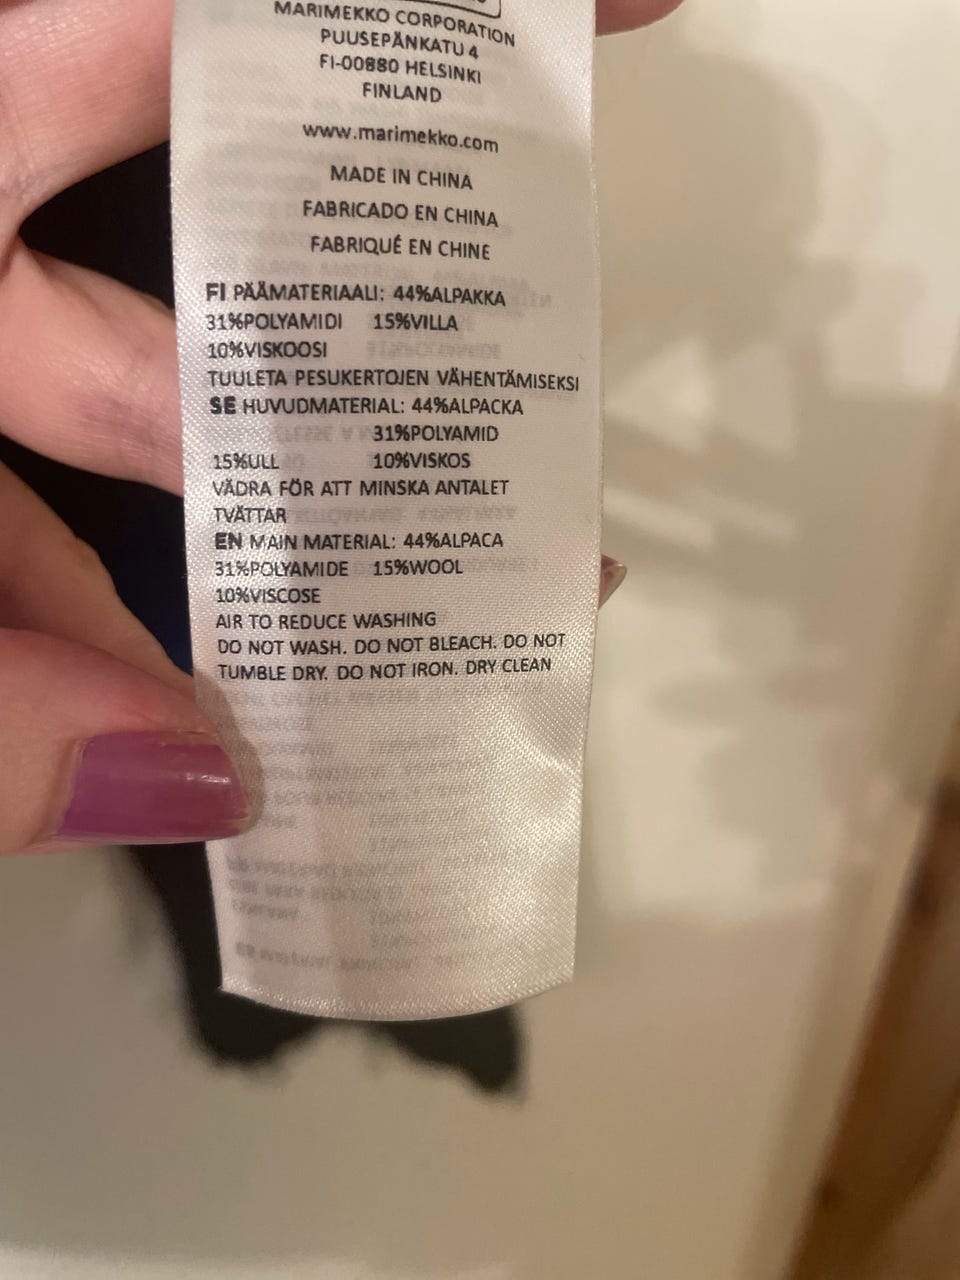 MARIMEKKO CORPORATION
PUUSEPÄNKATU 4
FI-00880 HELSINKI
FINLAND
www.marimekko.com
MADE IN CHINA
FABRICADO EN CHINA
FABRIQUÉ EN CHINE
FI PÄÄMATERIAALI: 44%ALPAKKA
31%POLYAMIDI 15%VILLA
10%VISKOOSI
TUULETA PESUKERTOJEN VÄHENTÄMISEKSI
SE HUVUDMATERIAL: 44%ALPACKA
31%POLYAMID
15%ULL 10%VISKOS
VÄDRA FÖR ATT MINSKA ANTALET
TVÄTTAR
EN MAIN MATERIAL: 44%ALPACA
31%POLYAMIDE 15%WOOL
10%VISCOSE
AIR TO REDUCE WASHING
DO NOT WASH. DO NOT BLEACH. DO NOT
TUMBLE DRY. DO NOT IRON. DRY CLEAN